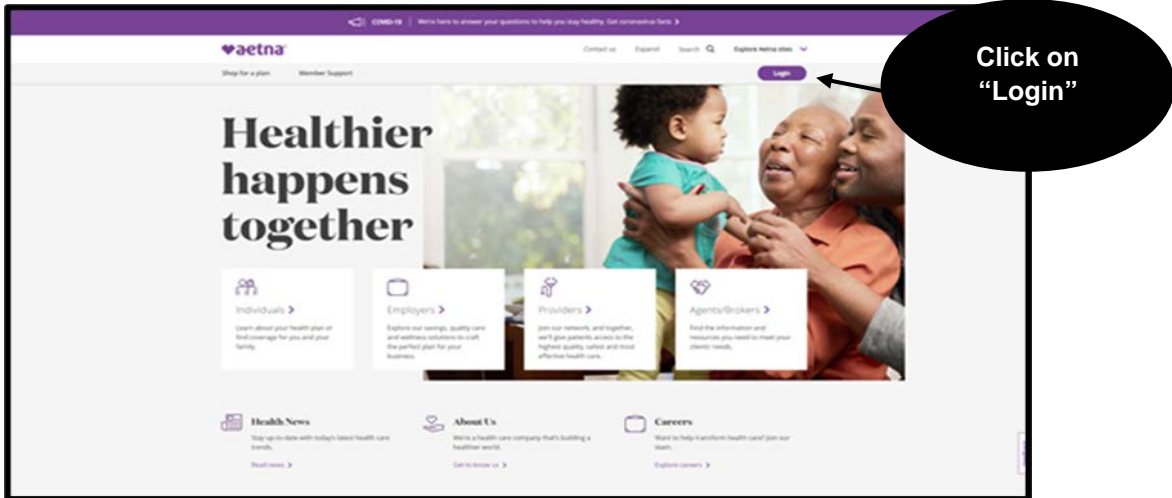 COVID-19 | We're here to answer your questions to help you stay healthy. Get coronavirus facts >
aetna
Contact us Espanol Search Explore Aetna sites
Shop for a plan Member Support Login
Click on
“Login”
Healthier
happens
together
Individuals >
Learn about your health plan or
find coverage for you and your
family.
Employers >
Explore our savings, quality care
and wellness solutions to craft
the perfect plan for your
business.
Providers >
Join our network, and together,
we'll give patients access to the
highest quality, safest and most
effective health care.
Agents/Brokers >
Find the information and
resources you need to meet your
clients' needs.
Health News
Stay up-to-date with today's latest health care
trends.
Read news >
About Us
We're a health care company that's building a
healthier world.
Get to know us >
Careers
Want to help transform health care? Join our
team.
Explore careers >